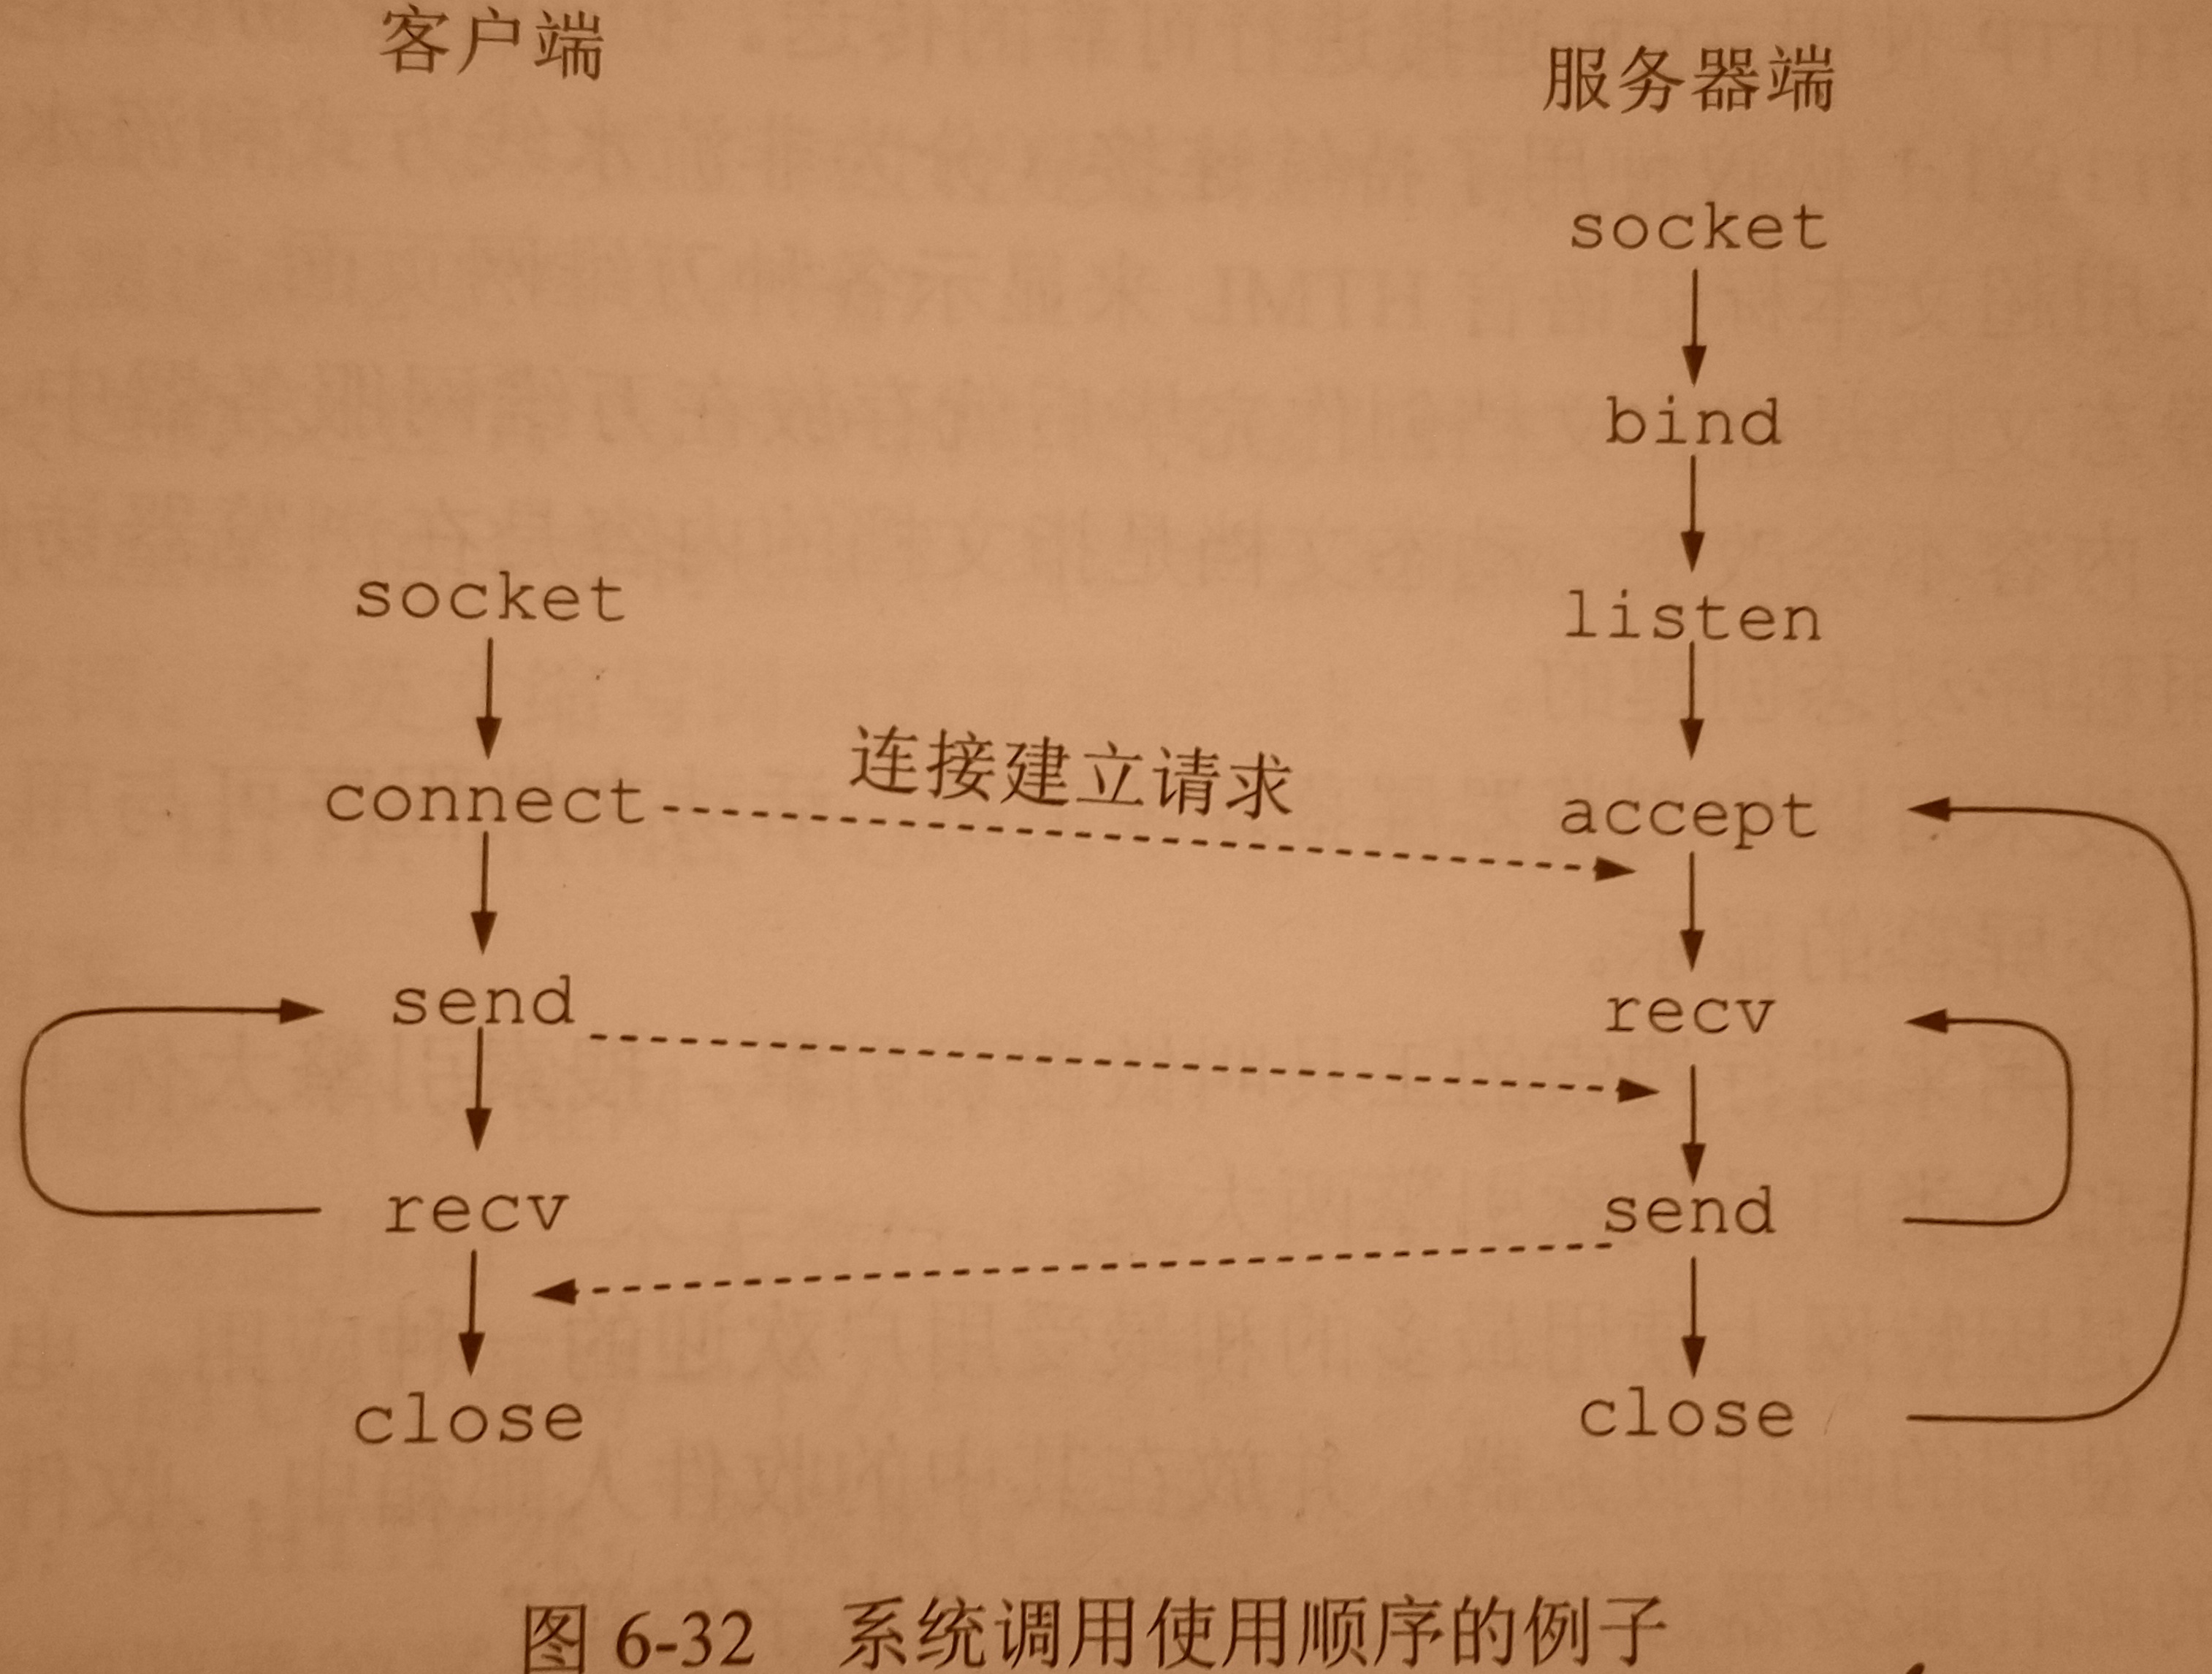 客户端
服务器端
socket
bind
listen
socket
连接建立请求
connect
accept
send
recv
recv
send
close
close
图 6-32 系统调用使用顺序的例子